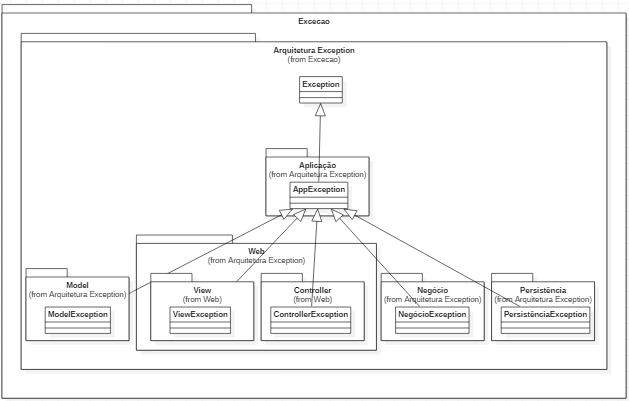 Excecao
Arquitetura Exception
(from Excecao)
Exception
Aplicação
(from Arquitetura Exception)
AppException
Web
(from Arquitetura Exception)
Model
(from Arquitetura Exception)
ModelException
View
(from Web)
ViewException
Controller
(from Web)
ControllerException
Negócio
(from Arquitetura Exception)
NegócioException
Persistência
(from Arquitetura Exception)
PersistênciaException